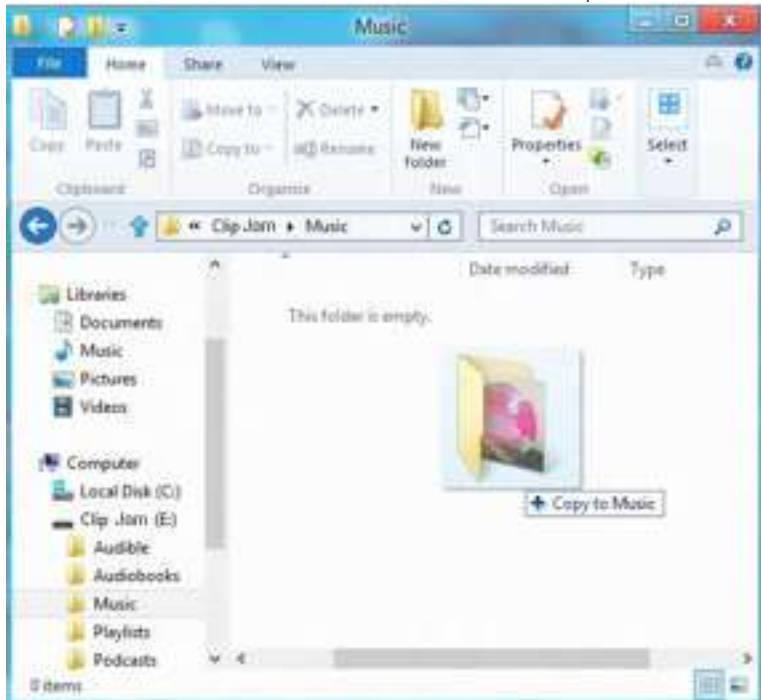 Music
File Home Share View
Copy Paste Move to Delete
Copy to Rename New folder Properties Select
Clipboard Organize New Open
« Clip Jam ▸ Music Search Music
Date modified Type
Libraries
This folder is empty.
Documents
Music
Pictures
Videos
Computer
Local Disk (C:)
+ Copy to Music
Clip Jam (E:)
Audible
Audiobooks
Music
Playlists
Podcasts
0 items